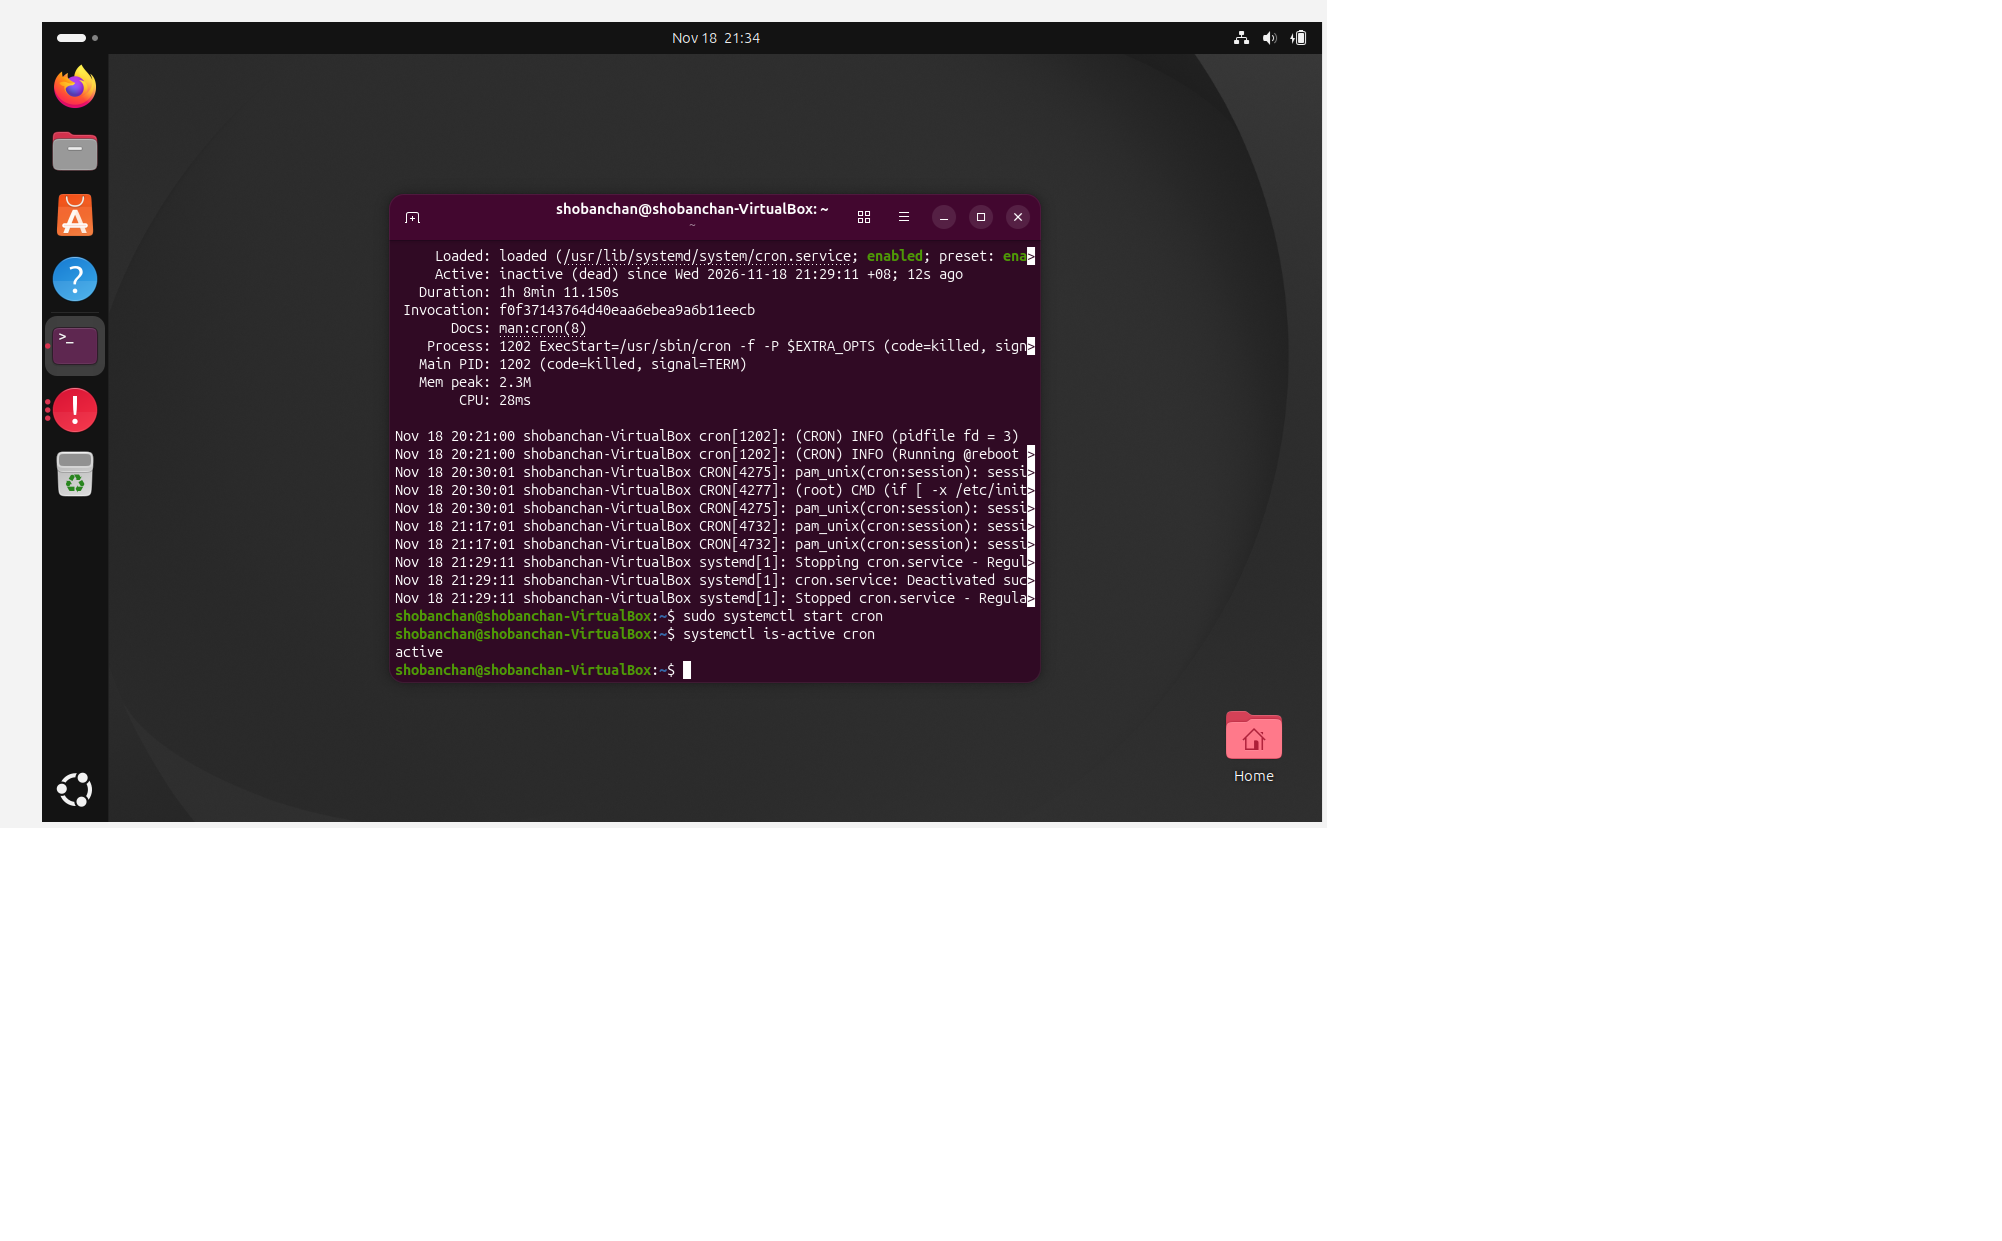 Nov 18 21:34
shobanchan@shobanchan-VirtualBox: ~
~
Loaded: loaded (/usr/lib/systemd/system/cron.service; enabled; preset: ena>
Active: inactive (dead) since Wed 2026-11-18 21:29:11 +08; 12s ago
Duration: 1h 8min 11.150s
Invocation: f0f37143764d40eaa6ebea9a6b11eecb
Docs: man:cron(8)
Process: 1202 ExecStart=/usr/sbin/cron -f -P $EXTRA_OPTS (code=killed, sign>
Main PID: 1202 (code=killed, signal=TERM)
Mem peak: 2.3M
CPU: 28ms
Nov 18 20:21:00 shobanchan-VirtualBox cron[1202]: (CRON) INFO (pidfile fd = 3)
Nov 18 20:21:00 shobanchan-VirtualBox cron[1202]: (CRON) INFO (Running @reboot >
Nov 18 20:30:01 shobanchan-VirtualBox CRON[4275]: pam_unix(cron:session): sessi>
Nov 18 20:30:01 shobanchan-VirtualBox CRON[4277]: (root) CMD (if [ -x /etc/init>
Nov 18 20:30:01 shobanchan-VirtualBox CRON[4275]: pam_unix(cron:session): sessi>
Nov 18 21:17:01 shobanchan-VirtualBox CRON[4732]: pam_unix(cron:session): sessi>
Nov 18 21:17:01 shobanchan-VirtualBox CRON[4732]: pam_unix(cron:session): sessi>
Nov 18 21:29:11 shobanchan-VirtualBox systemd[1]: Stopping cron.service - Regul>
Nov 18 21:29:11 shobanchan-VirtualBox systemd[1]: cron.service: Deactivated suc>
Nov 18 21:29:11 shobanchan-VirtualBox systemd[1]: Stopped cron.service - Regula>
shobanchan@shobanchan-VirtualBox:~$ sudo systemctl start cron
shobanchan@shobanchan-VirtualBox:~$ systemctl is-active cron
active
shobanchan@shobanchan-VirtualBox:~$
Home